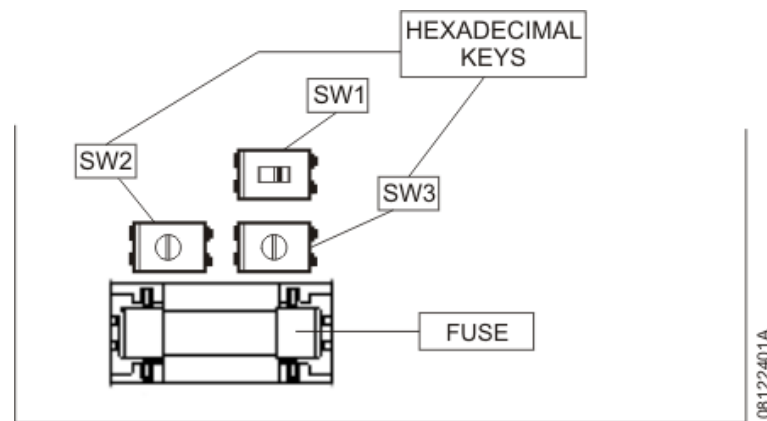 HEXADECIMAL
KEYS
SW1
SW2
SW3
FUSE
08122401A